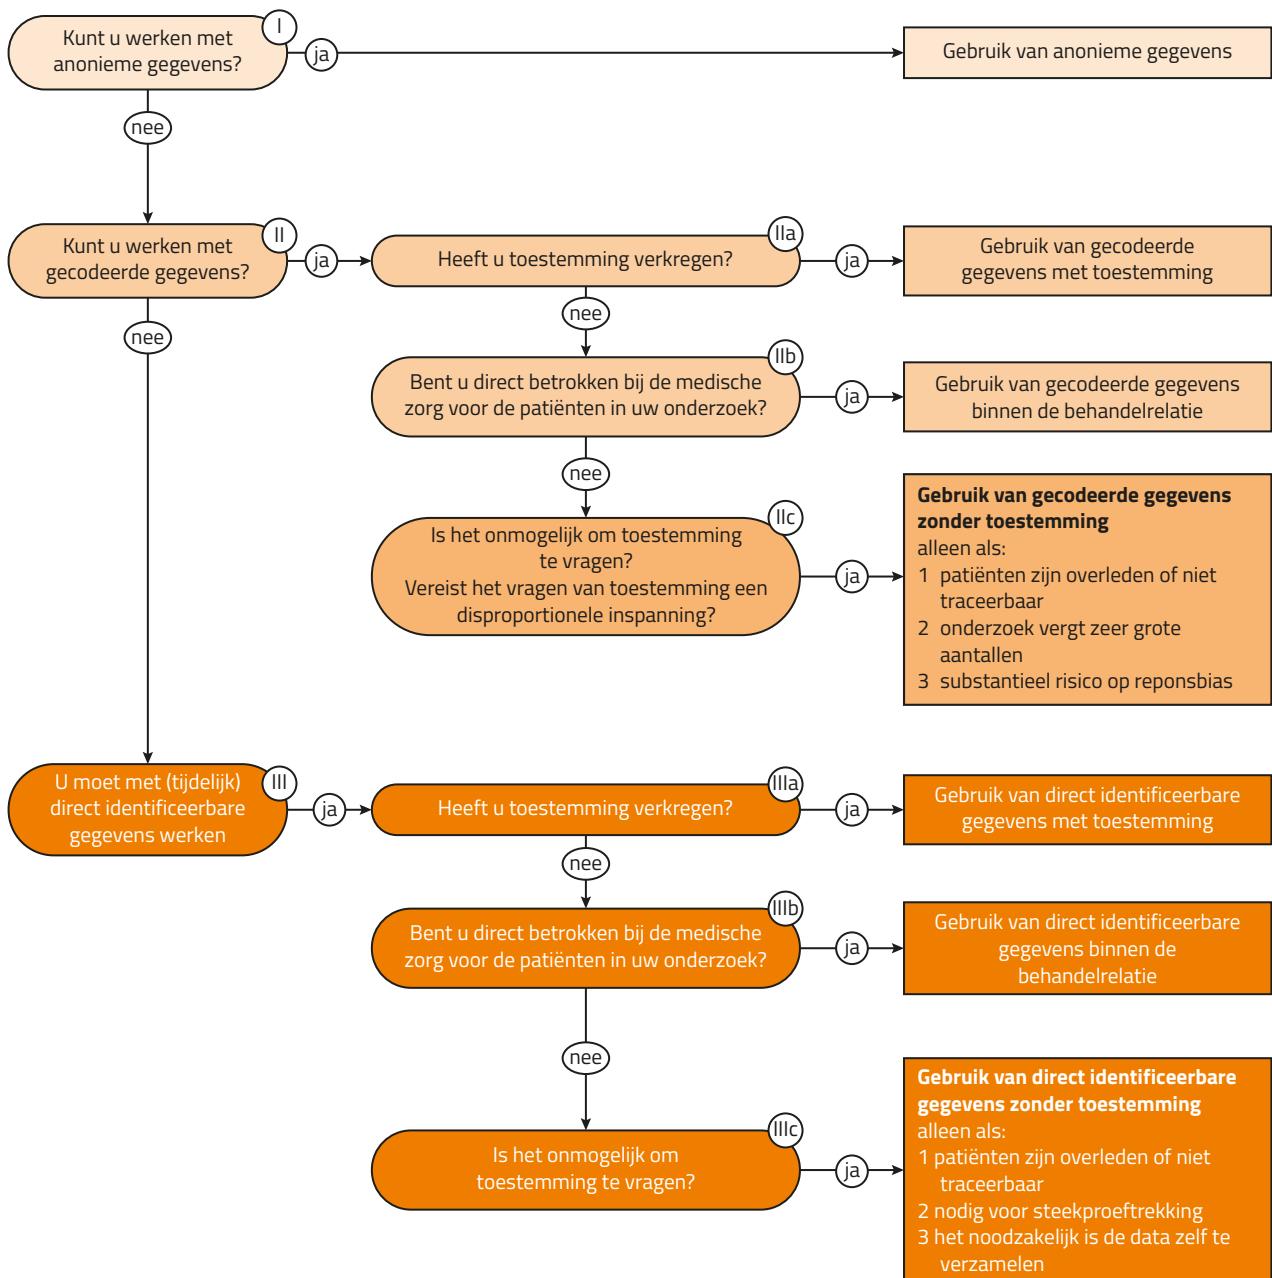 Kunt u werken met
anonieme gegevens?
I
ja
Gebruik van anonieme gegevens
nee
Kunt u werken met
gecodeerde gegevens?
II
ja
Heeft u toestemming verkregen?
IIa
ja
Gebruik van gecodeerde
gegevens met toestemming
nee
nee
Bent u direct betrokken bij de medische
zorg voor de patiënten in uw onderzoek?
IIb
ja
Gebruik van gecodeerde gegevens
binnen de behandelrelatie
nee
Is het onmogelijk om toestemming
te vragen?
Vereist het vragen van toestemming een
disproportionele inspanning?
IIc
ja
Gebruik van gecodeerde gegevens
zonder toestemming
alleen als:
1 patiënten zijn overleden of niet
traceerbaar
2 onderzoek vergt zeer grote
aantallen
3 substantieel risico op reponsbias
U moet met (tijdelijk)
direct identificeerbare
gegevens werken
III
ja
Heeft u toestemming verkregen?
IIIa
ja
Gebruik van direct identificeerbare
gegevens met toestemming
nee
Bent u direct betrokken bij de medische
zorg voor de patiënten in uw onderzoek?
IIIb
ja
Gebruik van direct identificeerbare
gegevens binnen de
behandelrelatie
nee
Is het onmogelijk om
toestemming te vragen?
IIIc
ja
Gebruik van direct identificeerbare
gegevens zonder toestemming
alleen als:
1 patiënten zijn overleden of niet
traceerbaar
2 nodig voor steekproeftrekking
3 het noodzakelijk is de data zelf te
verzamelen